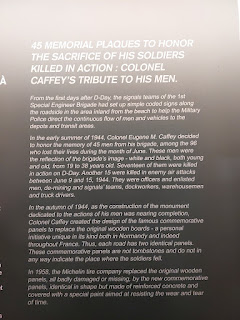 45 MEMORIAL PLAQUES TO HONOR
THE SACRIFICE OF HIS SOLDIERS
KILLED IN ACTION : COLONEL
CAFFEY'S TRIBUTE TO HIS MEN.
From the first days after D-Day, the signals teams of the 1st
Special Engineer Brigade had set up simple coded signs along
the roadside in the area inland from the beach to help the Military
Police direct the continuous flow of men and vehicles to the
depots and transit areas.
In the early summer of 1944, Colonel Eugene M. Caffey decided
to honor the memory of 45 men from his brigade, among the 96
who lost their lives during the month of June. These men were
the reflection of the brigade's image - white and black, both young
and old, from 19 to 38 years old. Seventeen of them were killed
in action on D-Day. Another 15 were killed in enemy air attacks
between June 9 and 15, 1944. They were officers and enlisted
men, de-mining and signals' teams, dockworkers, warehousemen
and truck drivers.
In the autumn of 1944, as the construction of the monument
dedicated to the actions of his men was nearing completion,
Colonel Caffey created the design of the famous commemorative
panels to replace the original wooden boards - a personal
initiative unique in its kind both in Normandy and indeed
throughout France. Thus, each road has two identical panels.
These commemorative panels are not tombstones and do not in
any way indicate the place where the soldiers fell.
In 1958, the Michelin tire company replaced the original wooden
panels, all badly damaged or missing, by the new commemorative
panels, identical in shape but made of reinforced concrete and
covered with a special paint aimed at resisting the wear and tear
of time.